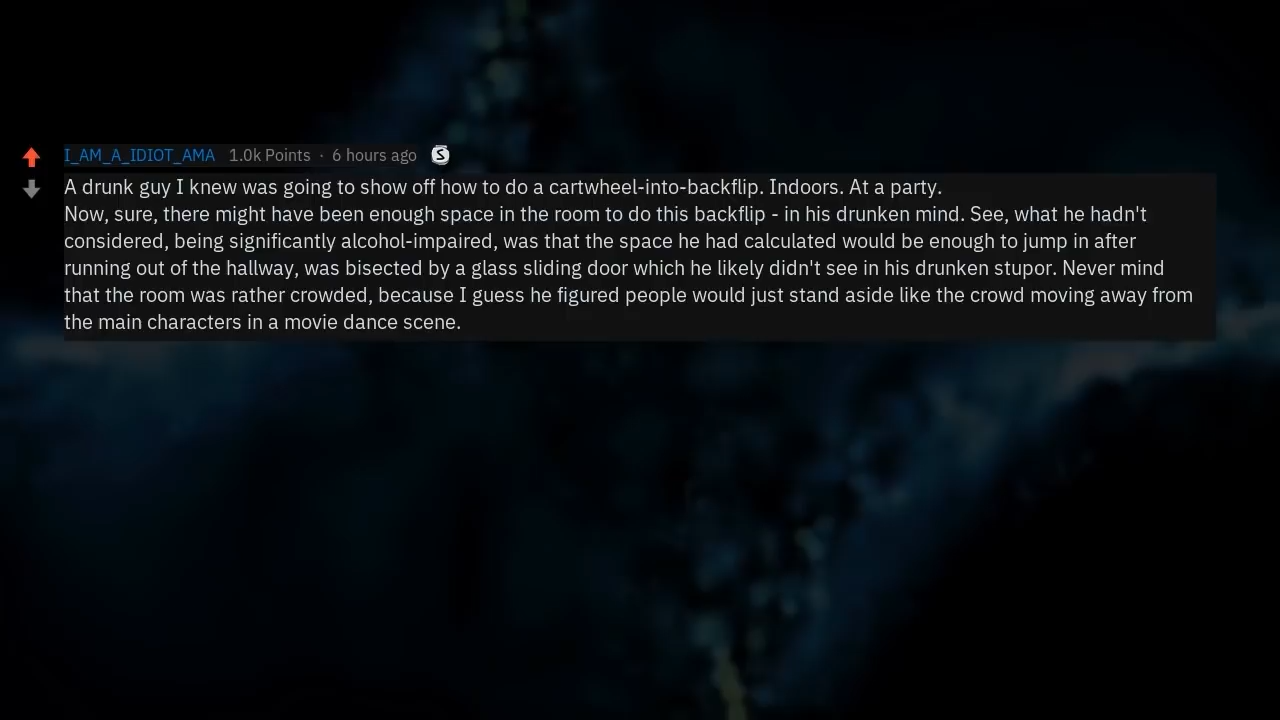 I_AM_A_IDIOT_AMA 1.0k Points · 6 hours ago S
A drunk guy I knew was going to show off how to do a cartwheel-into-backflip. Indoors. At a party.
Now, sure, there might have been enough space in the room to do this backflip - in his drunken mind. See, what he hadn't
considered, being significantly alcohol-impaired, was that the space he had calculated would be enough to jump in after
running out of the hallway, was bisected by a glass sliding door which he likely didn't see in his drunken stupor. Never mind
that the room was rather crowded, because I guess he figured people would just stand aside like the crowd moving away from
the main characters in a movie dance scene.